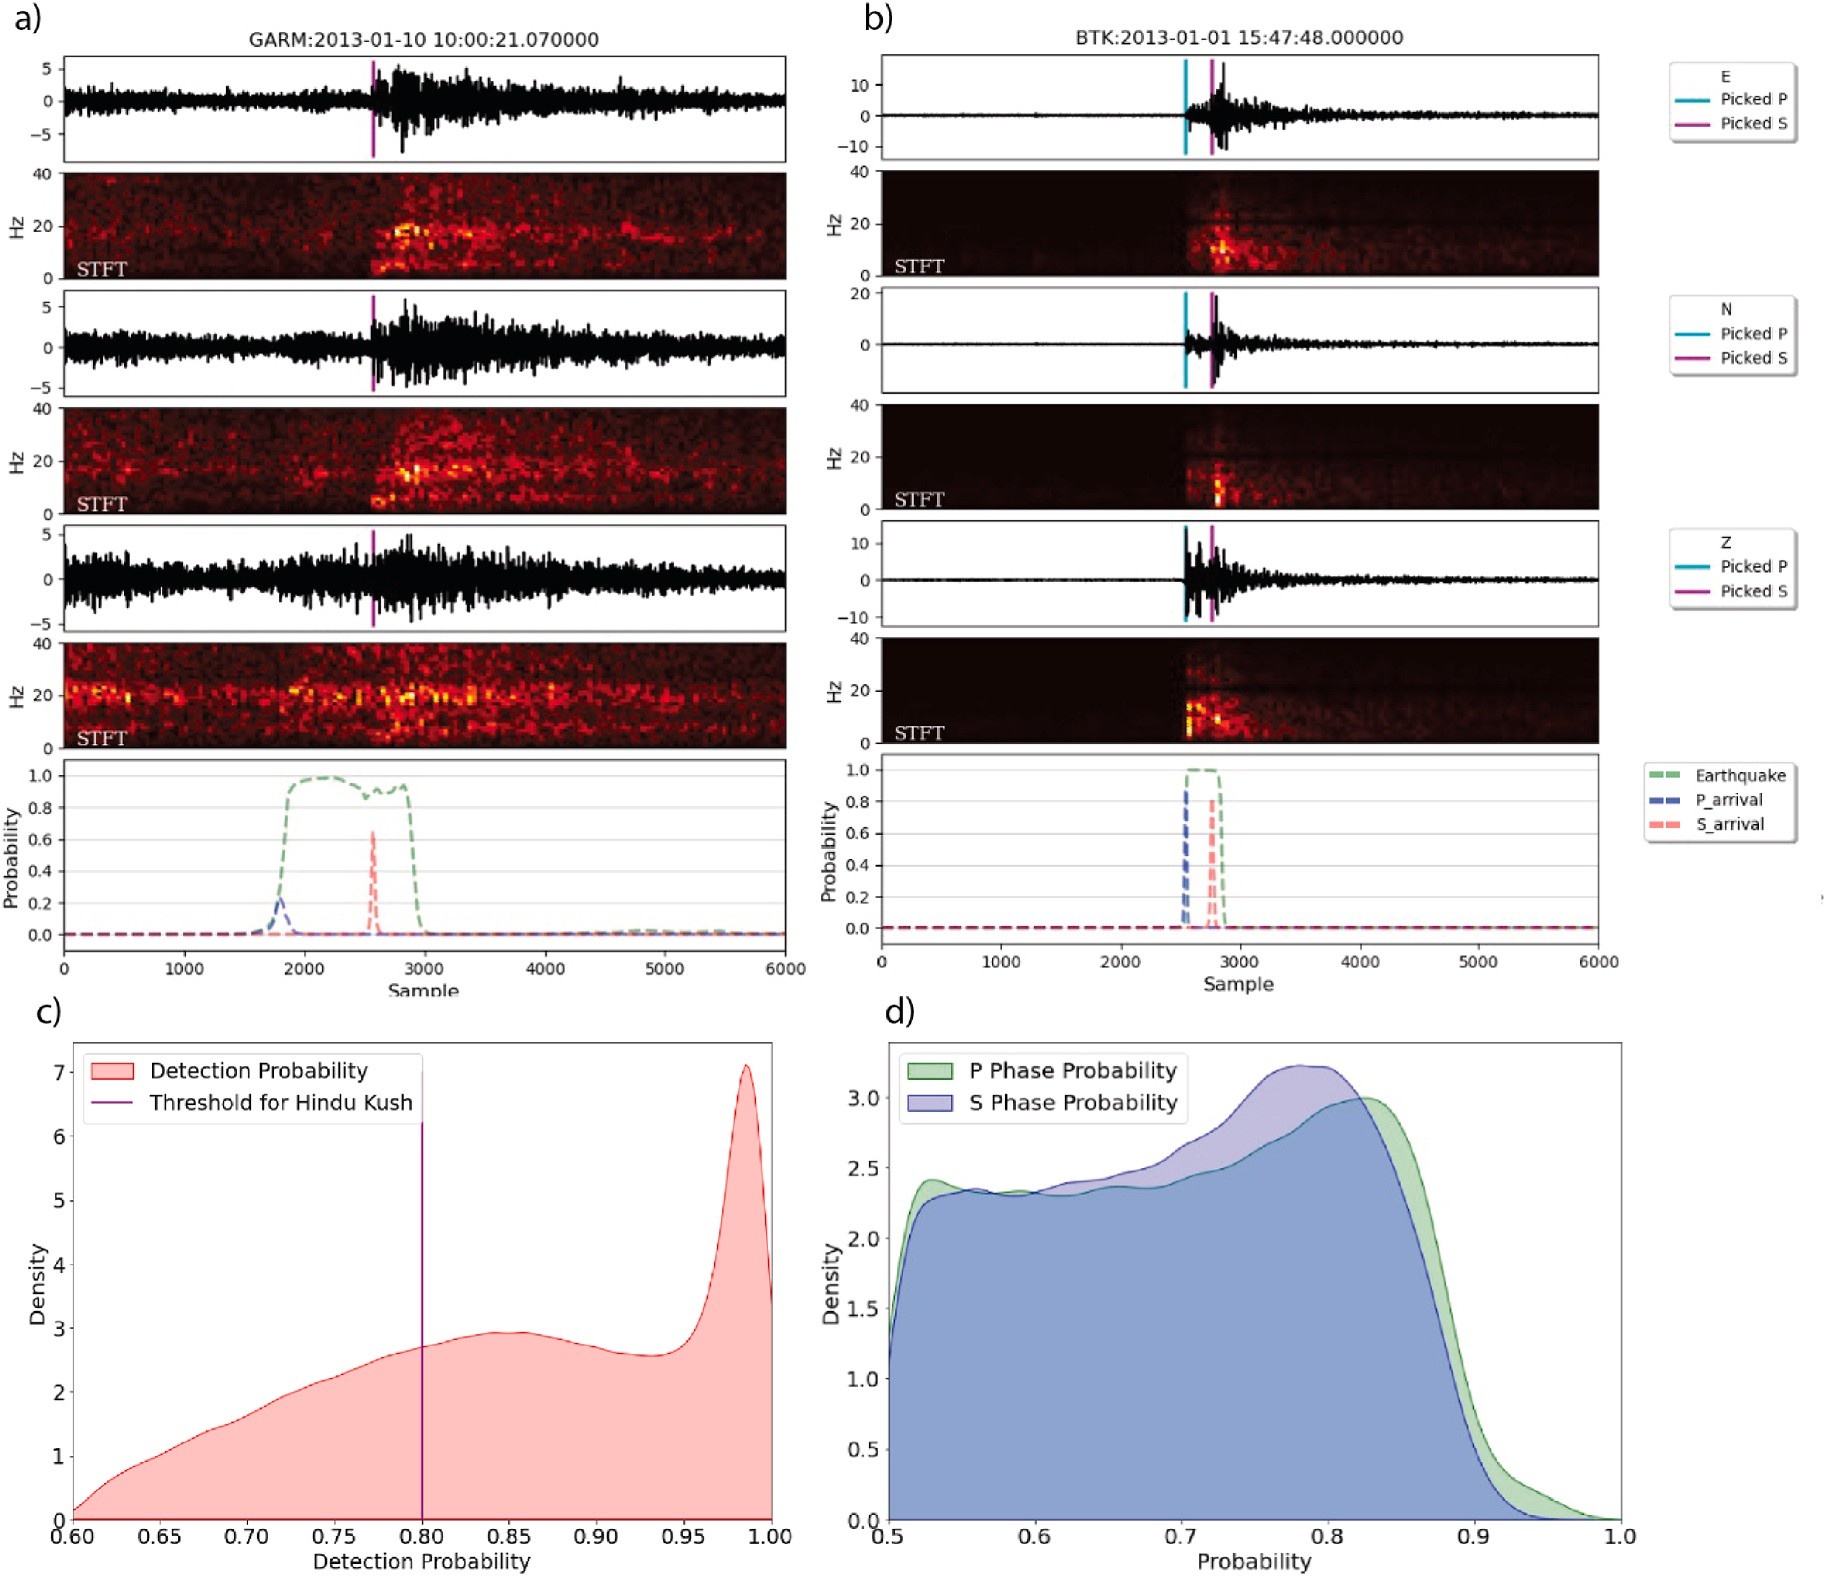 a)
GARM:2013-01-10 10:00:21.070000
5
0
−5
40
Hz
20
0
STFT
5
0
−5
40
Hz
20
0
STFT
5
0
−5
40
Hz
20
0
STFT
1.0
0.8
0.6
0.4
0.2
0.0
Probability
0 1000 2000 3000 4000 5000 6000
Sample
b)
BTK:2013-01-01 15:47:48.000000
10
0
−10
40
Hz
20
0
STFT
20
0
40
Hz
20
0
STFT
10
0
−10
40
Hz
20
0
STFT
1.0
0.8
0.6
0.4
0.2
0.0
Probability
0 1000 2000 3000 4000 5000 6000
Sample
E
Picked P
Picked S
N
Picked P
Picked S
Z
Picked P
Picked S
Earthquake
P_arrival
S_arrival
c)
Detection Probability
Threshold for Hindu Kush
7
6
5
4
3
2
1
0
Density
0.60 0.65 0.70 0.75 0.80 0.85 0.90 0.95 1.00
Detection Probability
d)
P Phase Probability
S Phase Probability
3.0
2.5
2.0
1.5
1.0
0.5
0.0
Density
0.5 0.6 0.7 0.8 0.9 1.0
Probability